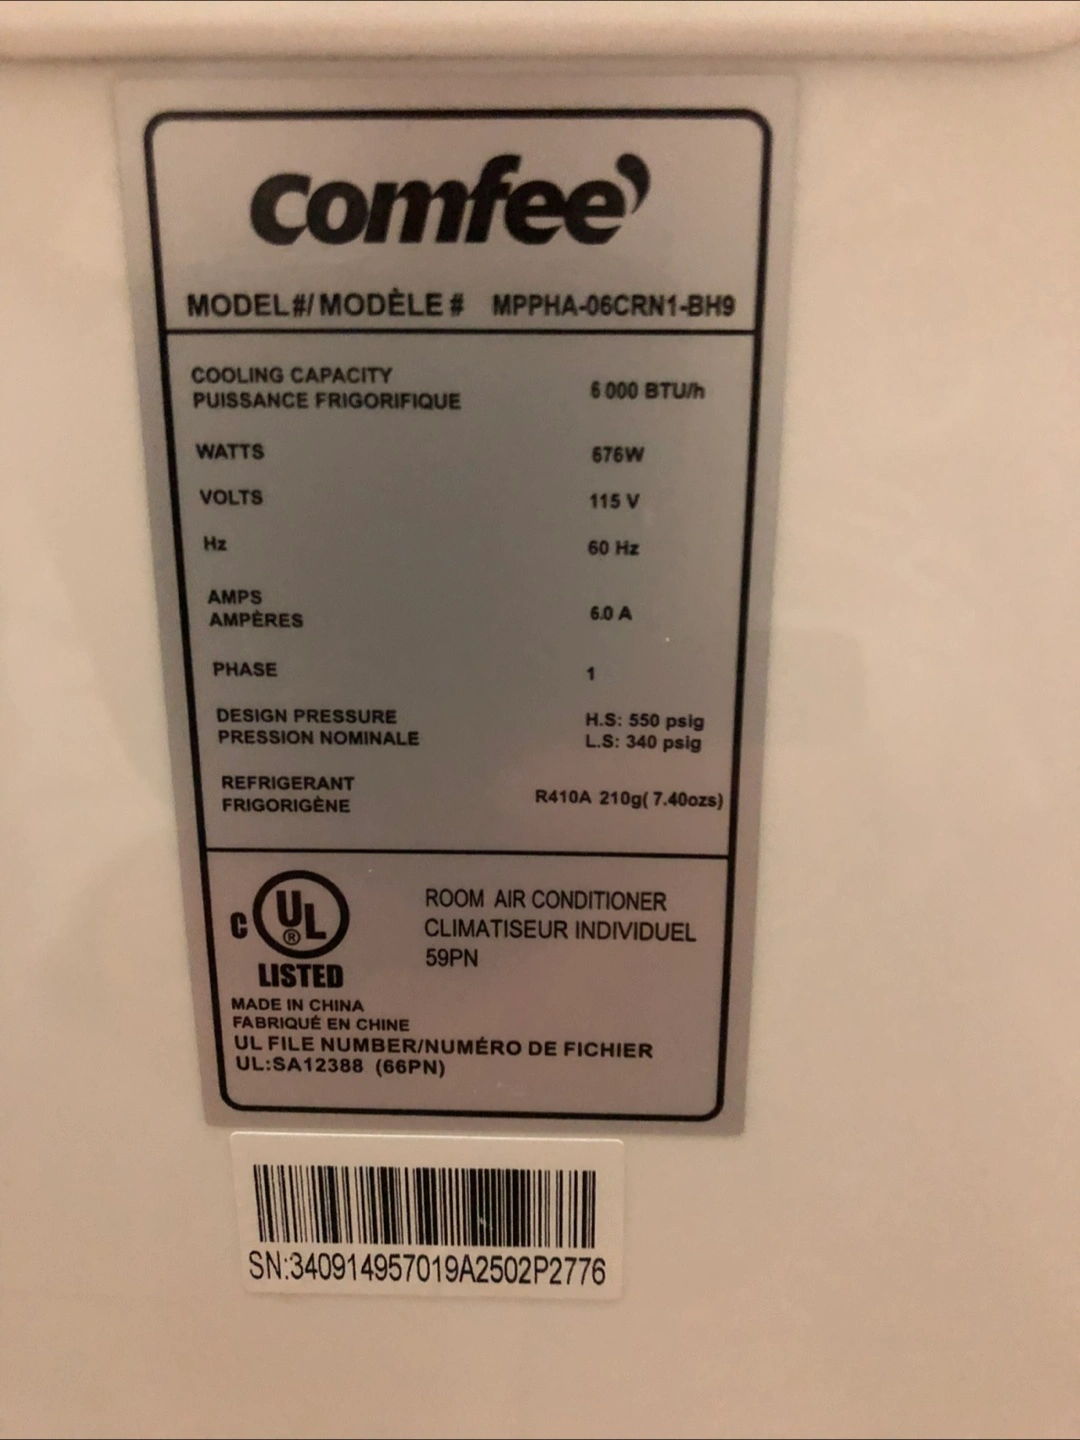 comfee'
MODEL#/MODÈLE # MPPHA-06CRN1-BH9
COOLING CAPACITY
PUISSANCE FRIGORIFIQUE 6 000 BTU/h
WATTS 676W
VOLTS 115 V
Hz 60 Hz
AMPS
AMPÈRES 6.0 A
PHASE 1
DESIGN PRESSURE H.S: 550 psig
PRESSION NOMINALE L.S: 340 psig
REFRIGERANT
FRIGORIGÈNE R410A 210g( 7.40ozs)
C UL ® LISTED
ROOM AIR CONDITIONER
CLIMATISEUR INDIVIDUEL
59PN
MADE IN CHINA
FABRIQUÉ EN CHINE
UL FILE NUMBER/NUMÉRO DE FICHIER
UL:SA12388 (66PN)
SN:340914957019A2502P2776